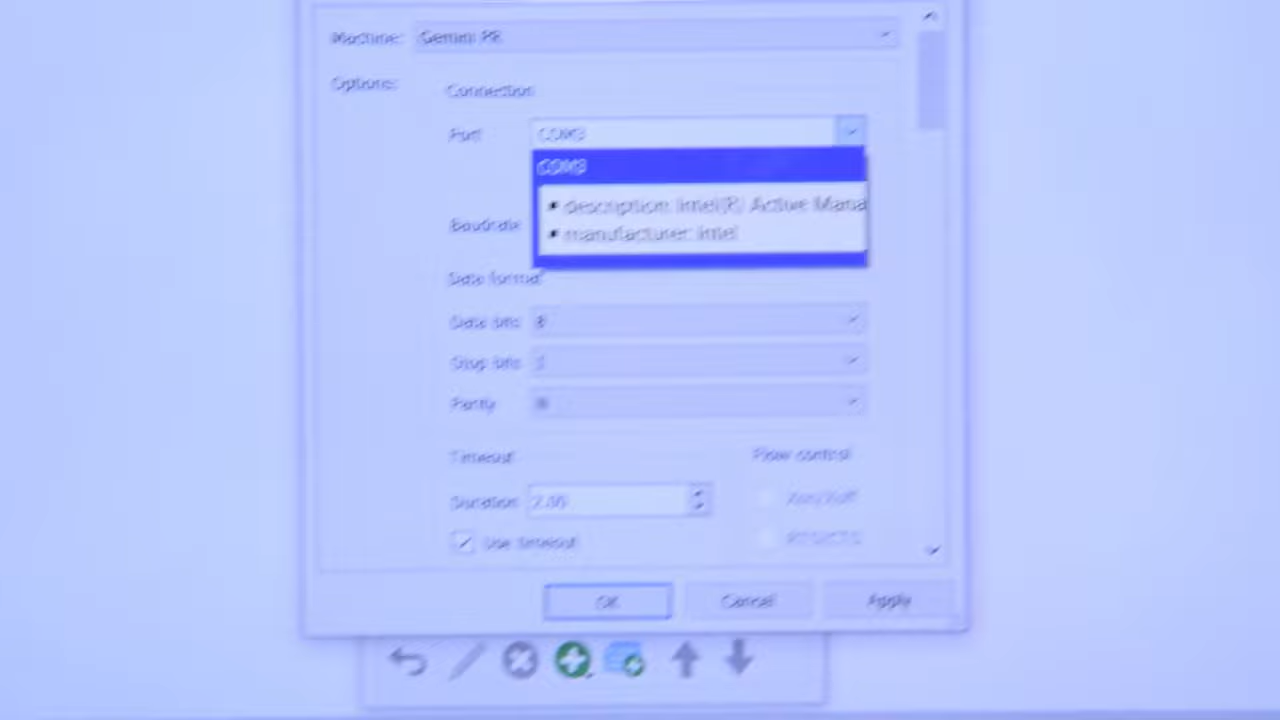 Machine: Gemini PR
Options:
Connection
Port COM3
COM3
description: Intel(R) Active Mana
manufacturer: Intel
Baudrate
Data format
Data bits 8
Stop bits
Parity
Timeout
Flow control
Duration
Use timeout
OK
Cancel
Apply